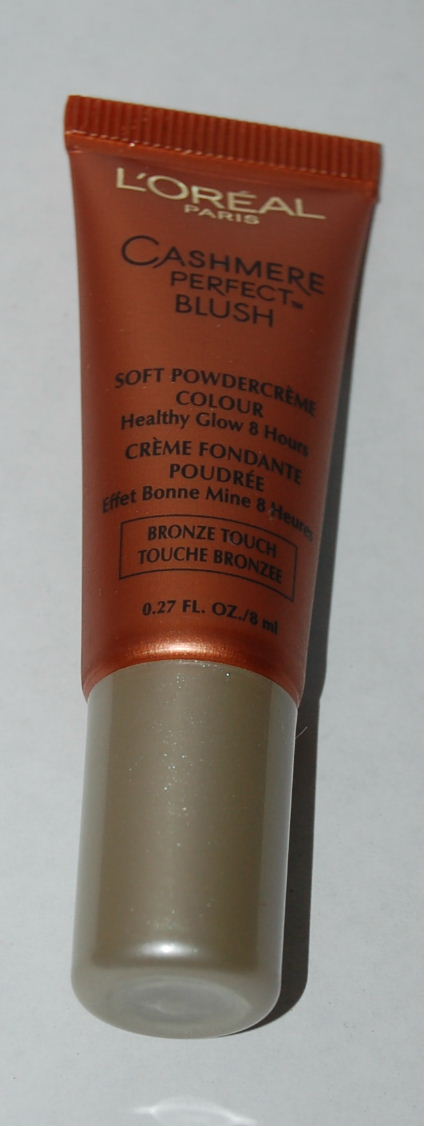 L'ORÉAL
PARIS
CASHMERE
PERFECT™
BLUSH
SOFT POWDERCRÈME
COLOUR
Healthy Glow 8 Hours
CRÈME FONDANTE
POUDRÉE
Effet Bonne Mine 8 Heures
BRONZE TOUCH
TOUCHE BRONZEE
0.27 FL. OZ./8 ml